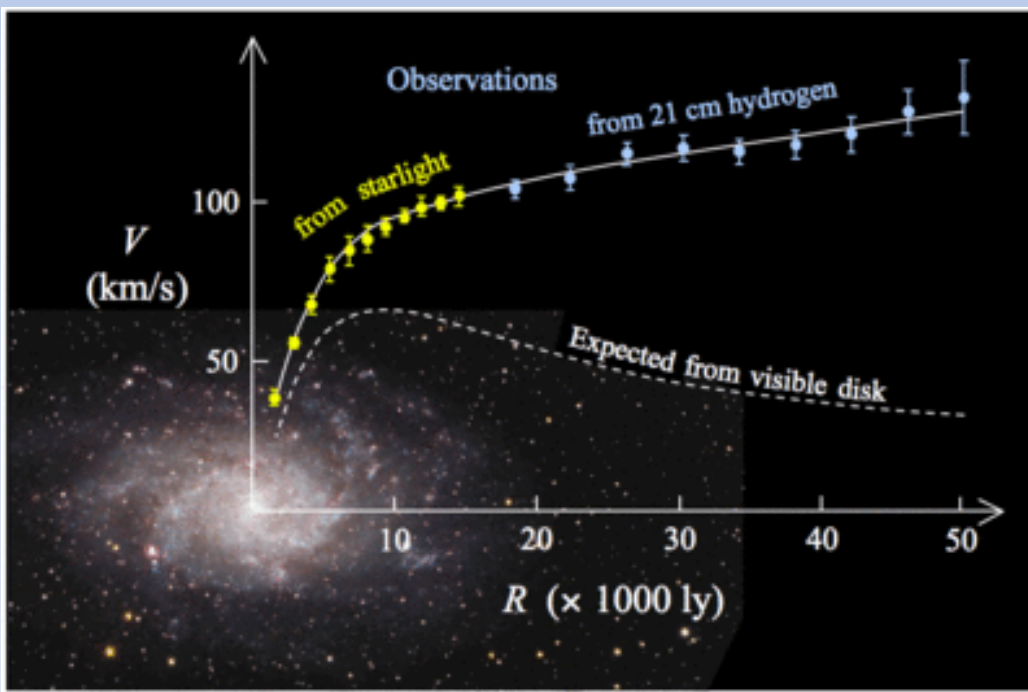 Observations
from 21 cm hydrogen
from starlight
100
V
(km/s)
50
Expected from visible disk
10
20
30
40
50
R (× 1000 ly)